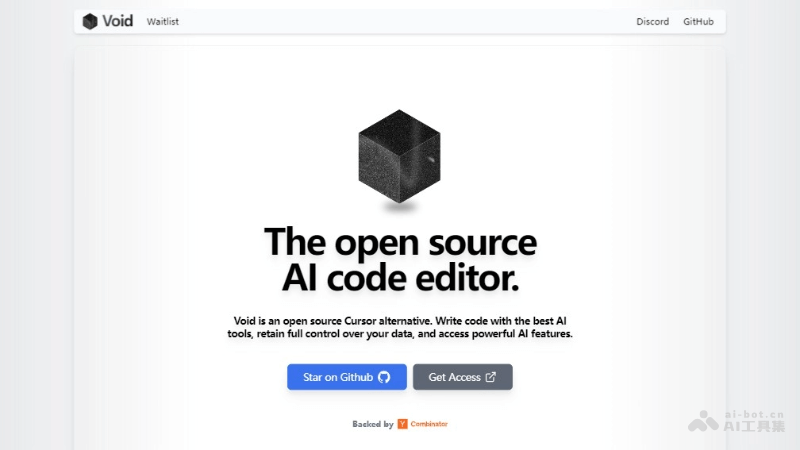 Void Waitlist Discord GitHub
The open source
AI code editor.
Void is an open source Cursor alternative. Write code with the best AI
tools, retain full control over your data, and access powerful AI features.
Star on Github Get Access
Backed by Y Combinator
ai-bot.cn
AI工具集